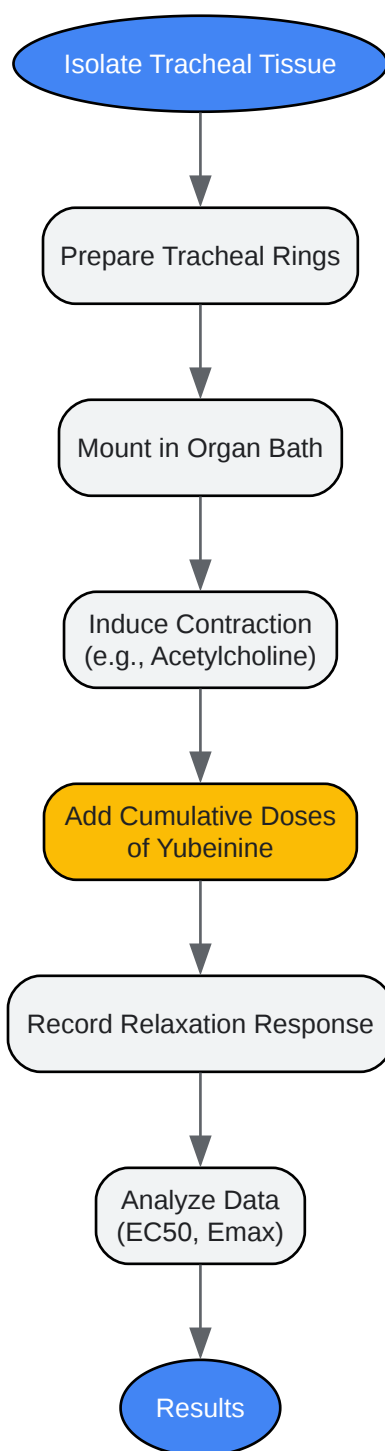 Isolate Tracheal Tissue
Prepare Tracheal Rings
Mount in Organ Bath
Induce Contraction
(e.g., Acetylcholine)
Add Cumulative Doses
of Yubeinine
Record Relaxation Response
Analyze Data
(EC50, Emax)
Results